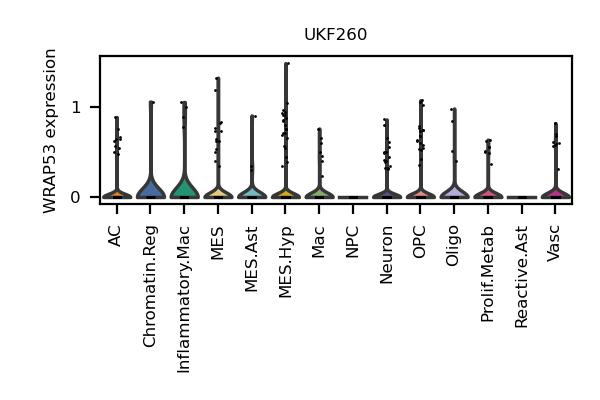 UKF260
WRAP53 expression
1
0
AC
Chromatin.Reg
Inflammatory.Mac
MES
MES.Ast
MES.Hyp
Mac
NPC
Neuron
OPC
Oligo
Prolif.Metab
Reactive.Ast
Vasc